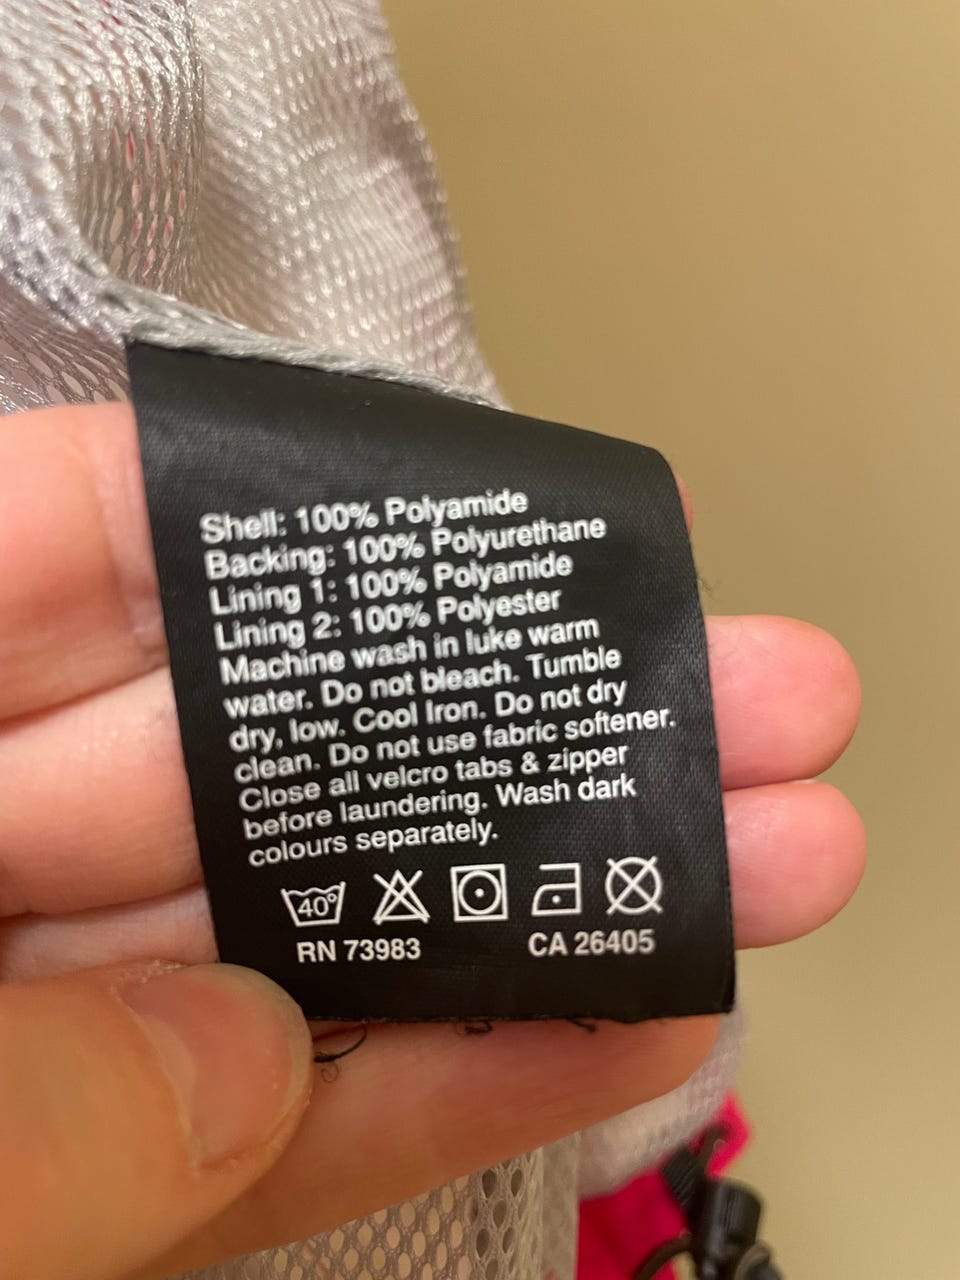 Shell: 100% Polyamide
Backing: 100% Polyurethane
Lining 1: 100% Polyamide
Lining 2: 100% Polyester
Machine wash in luke warm
water. Do not bleach. Tumble
dry, low. Cool Iron. Do not dry
clean. Do not use fabric softener.
Close all velcro tabs & zipper
before laundering. Wash dark
colours separately.
40°
RN 73983 CA 26405